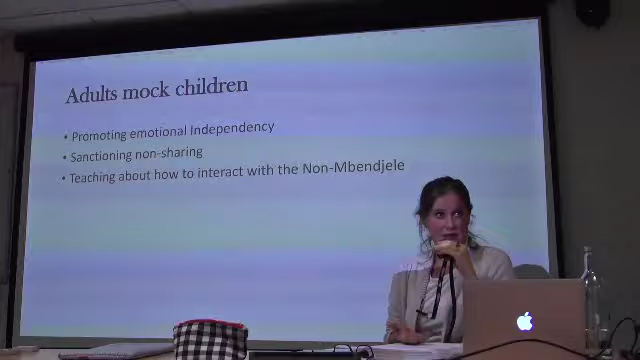 Adults mock children
• Promoting emotional Independency
• Sanctioning non-sharing
• Teaching about how to interact with the Non-Mbendjele